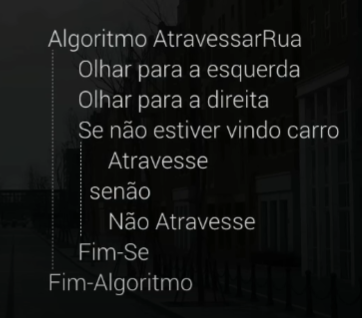 Algoritmo AtravessarRua
Olhar para a esquerda
Olhar para a direita
Se não estiver vindo carro
Atravesse
senão
Não Atravesse
Fim-Se
Fim-Algoritmo